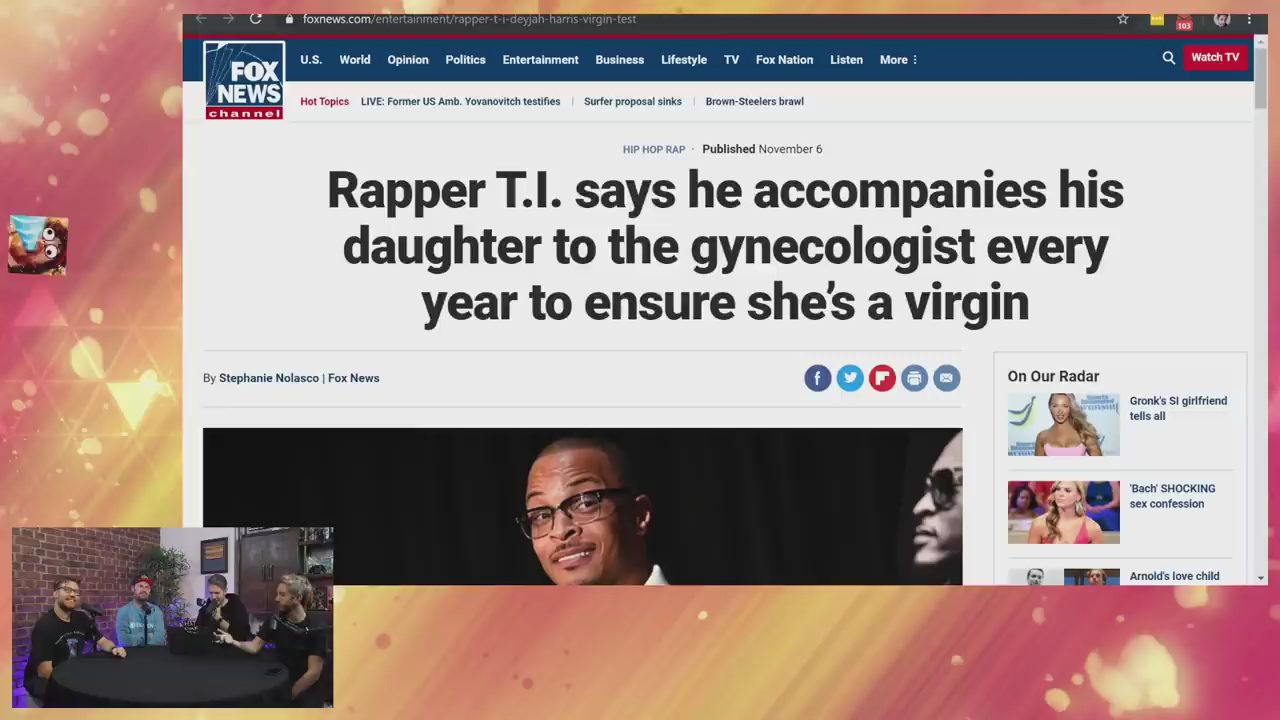 foxnews.com/entertainment/rapper-t-i-deyjah-harris-virgin-test
103
FOX
NEWS
channel
U.S. World Opinion Politics Entertainment Business Lifestyle TV Fox Nation Listen More
Watch TV
Hot Topics LIVE: Former US Amb. Yovanovitch testifies Surfer proposal sinks Brown-Steelers brawl
HIP HOP RAP · Published November 6
Rapper T.I. says he accompanies his
daughter to the gynecologist every
year to ensure she's a virgin
By Stephanie Nolasco | Fox News
On Our Radar
Gronk's SI girlfriend
tells all
'Bach' SHOCKING
sex confession
Arnold's love child